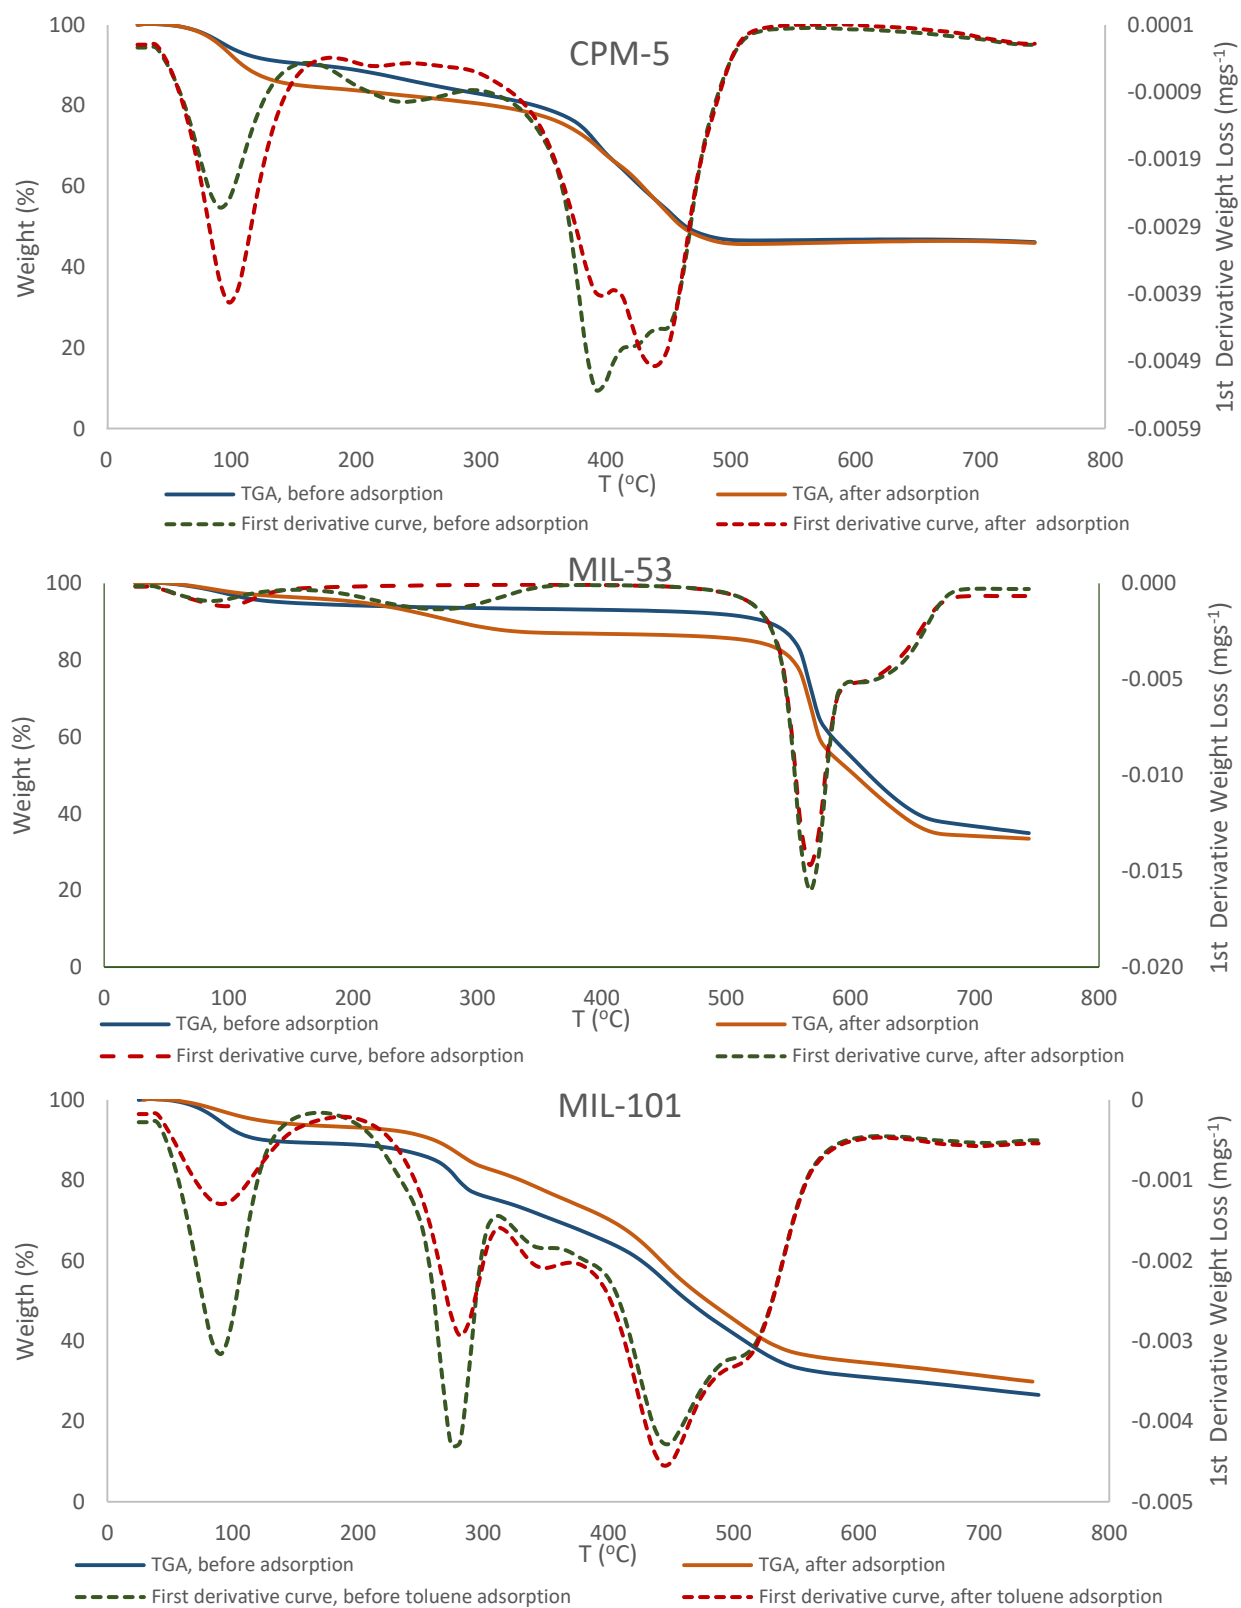 CPM-5
100
80
60
40
20
0
Weight (%)
0.0001
-0.0009
-0.0019
-0.0029
-0.0039
-0.0049
-0.0059
1st Derivative Weight Loss (mgs-1)
0 100 200 300 400 500 600 700 800
T (oC)
TGA, before adsorption
TGA, after adsorption
First derivative curve, before adsorption
First derivative curve, after adsorption
MIL-53
100
80
60
40
20
0
Weight (%)
0.000
-0.005
-0.010
-0.015
-0.020
1st Derivative Weight Loss (mgs-1)
0 100 200 300 400 500 600 700 800
T (oC)
TGA, before adsorption
TGA, after adsorption
First derivative curve, before adsorption
First derivative curve, after adsorption
MIL-101
100
80
60
40
20
0
Weigth (%)
0
-0.001
-0.002
-0.003
-0.004
-0.005
1st Derivative Weight Loss (mgs-1)
0 100 200 300 400 500 600 700 800
T (oC)
TGA, before adsorption
TGA, after adsorption
First derivative curve, before toluene adsorption
First derivative curve, after toluene adsorption